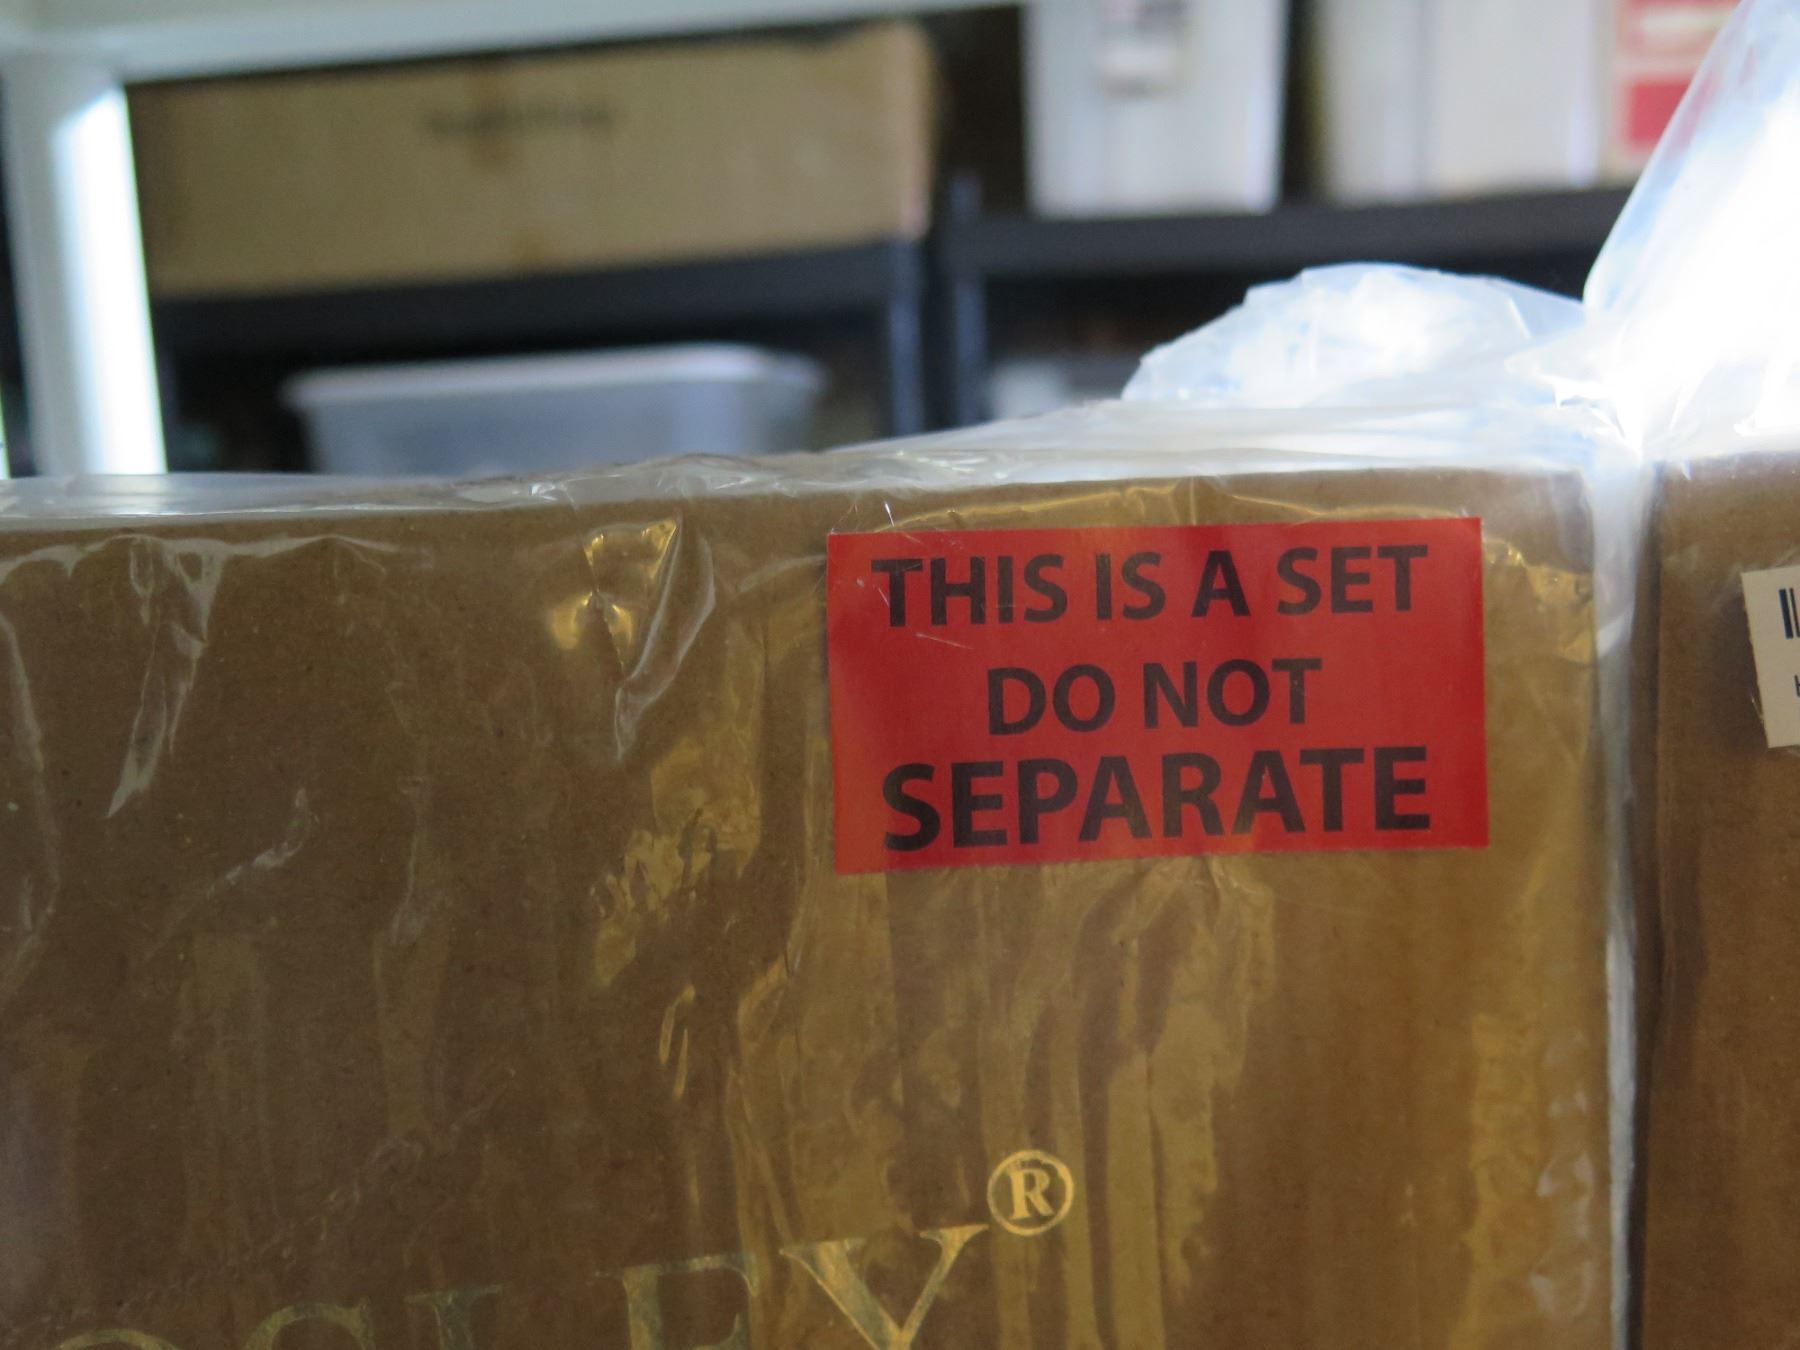 THIS IS A SET
DO NOT
SEPARATE
®